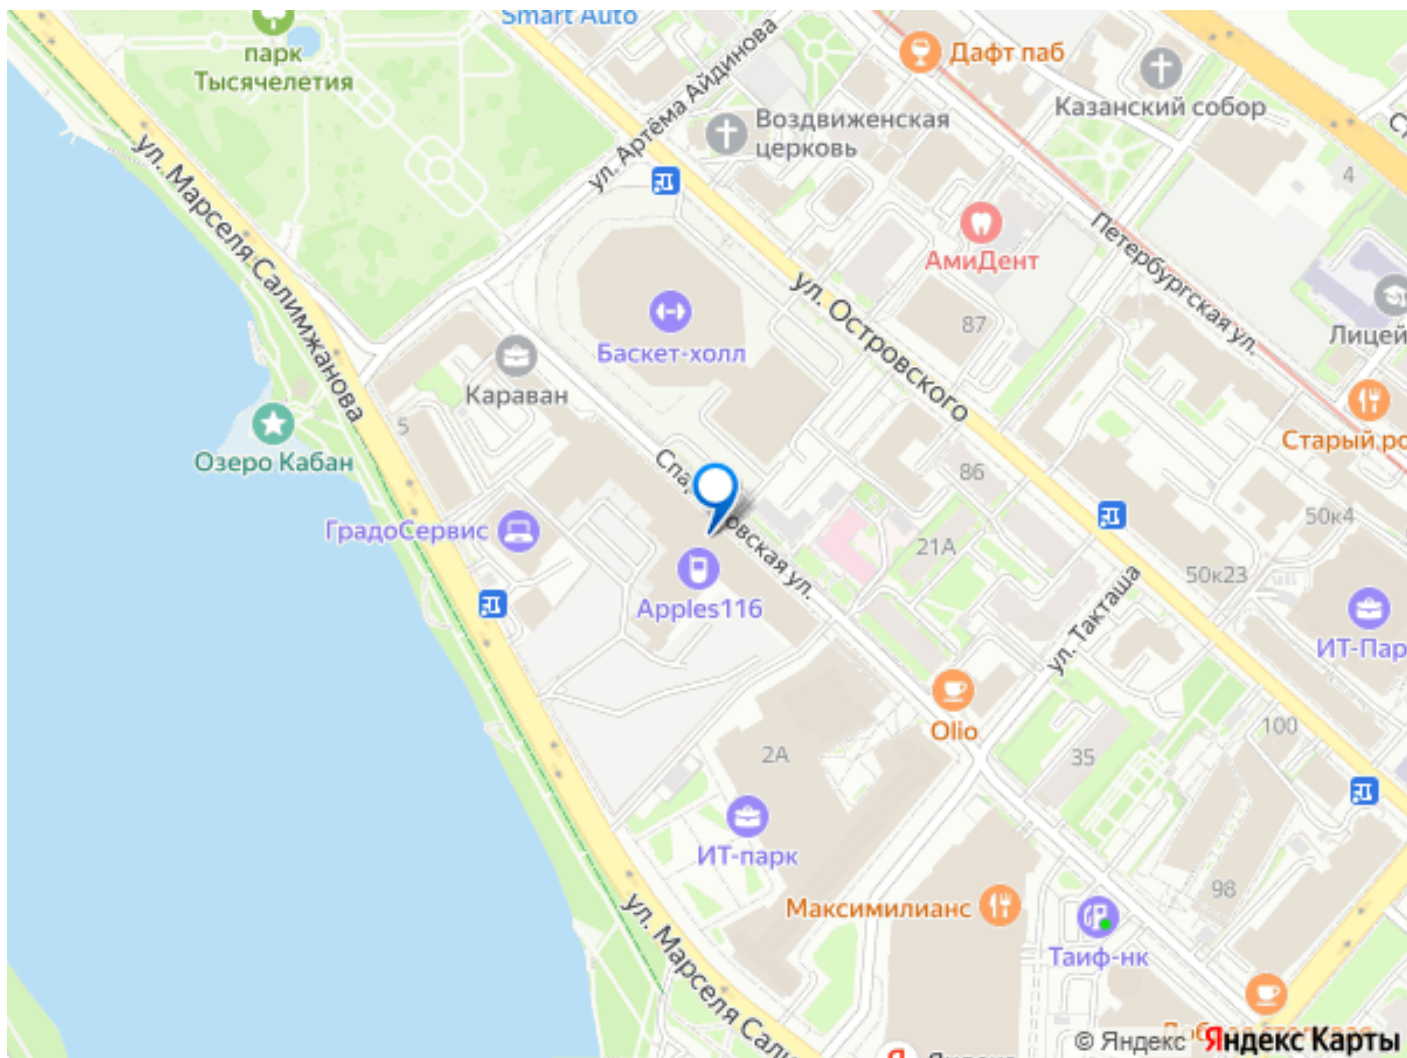 Smart Auto
парк
Тысячелетия
ул. Артёма Айдинова
Дафт паб
Казанский собор
Воздвиженская
церковь
4
ул. Марселя Салимжанова
АмиДент
Петербургская ул.
ул. Островского
87
Лицей
Баскет-холл
Караван
5
Озеро Кабан
Старый.ро
86
50к4
ГрадоСервис
21А
50к23
ул. Такташа
Apples116
ИТ-Пар
Olio
100
2А
35
ИТ-парк
98
Максимилианс
ул. Марселя Сали
Таиф-нк
© Яндекс Яндекс Карты